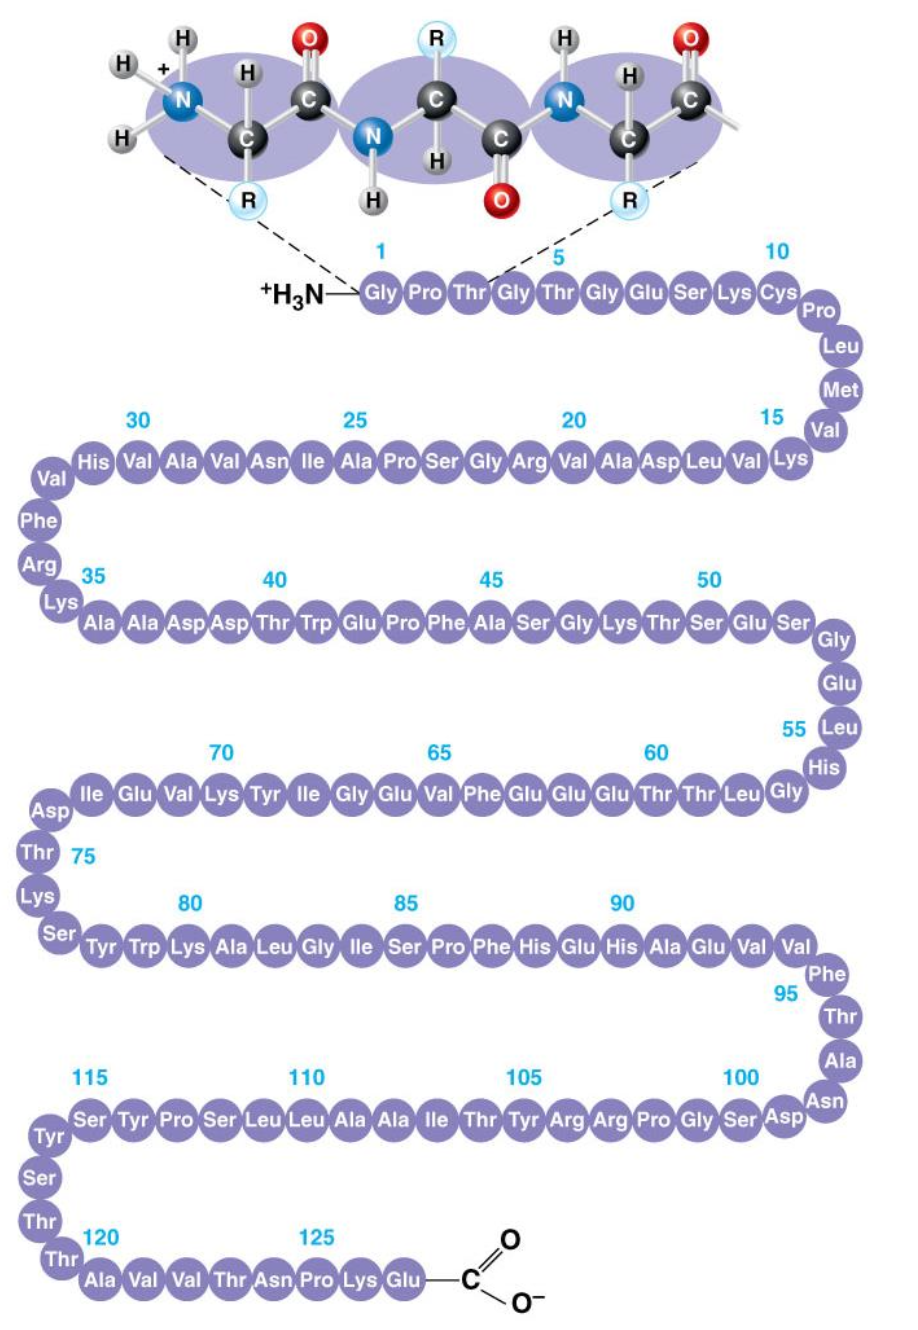 H O R H O
H +
H H
N C C N C
H C N C C
H
R H O R
1 5 10
⁺H₃N Gly Pro Thr Gly Thr Gly Glu Ser Lys Cys
Pro
Leu
Met
30 25 20 15
Val
His Val Ala Val Asn Ile Ala Pro Ser Gly Arg Val Ala Asp Leu Val Lys
Val
Phe
Arg
35 40 45 50
Lys
Ala Ala Asp Asp Thr Trp Glu Pro Phe Ala Ser Gly Lys Thr Ser Glu Ser
Gly
Glu
Leu
70 65 60 55
His
Ile Glu Val Lys Tyr Ile Gly Glu Val Phe Glu Glu Glu Thr Thr Leu Gly
Asp
Thr 75
Lys
80 85 90
Ser
Tyr Trp Lys Ala Leu Gly Ile Ser Pro Phe His Glu His Ala Glu Val Val
Phe
95
Thr
Ala
115 110 105 100
Asn
Ser Tyr Pro Ser Leu Leu Ala Ala Ile Thr Tyr Arg Arg Pro Gly Ser Asp
Tyr
Ser
Thr
120 125
Thr
Ala Val Val Thr Asn Pro Lys Glu C
O
O⁻